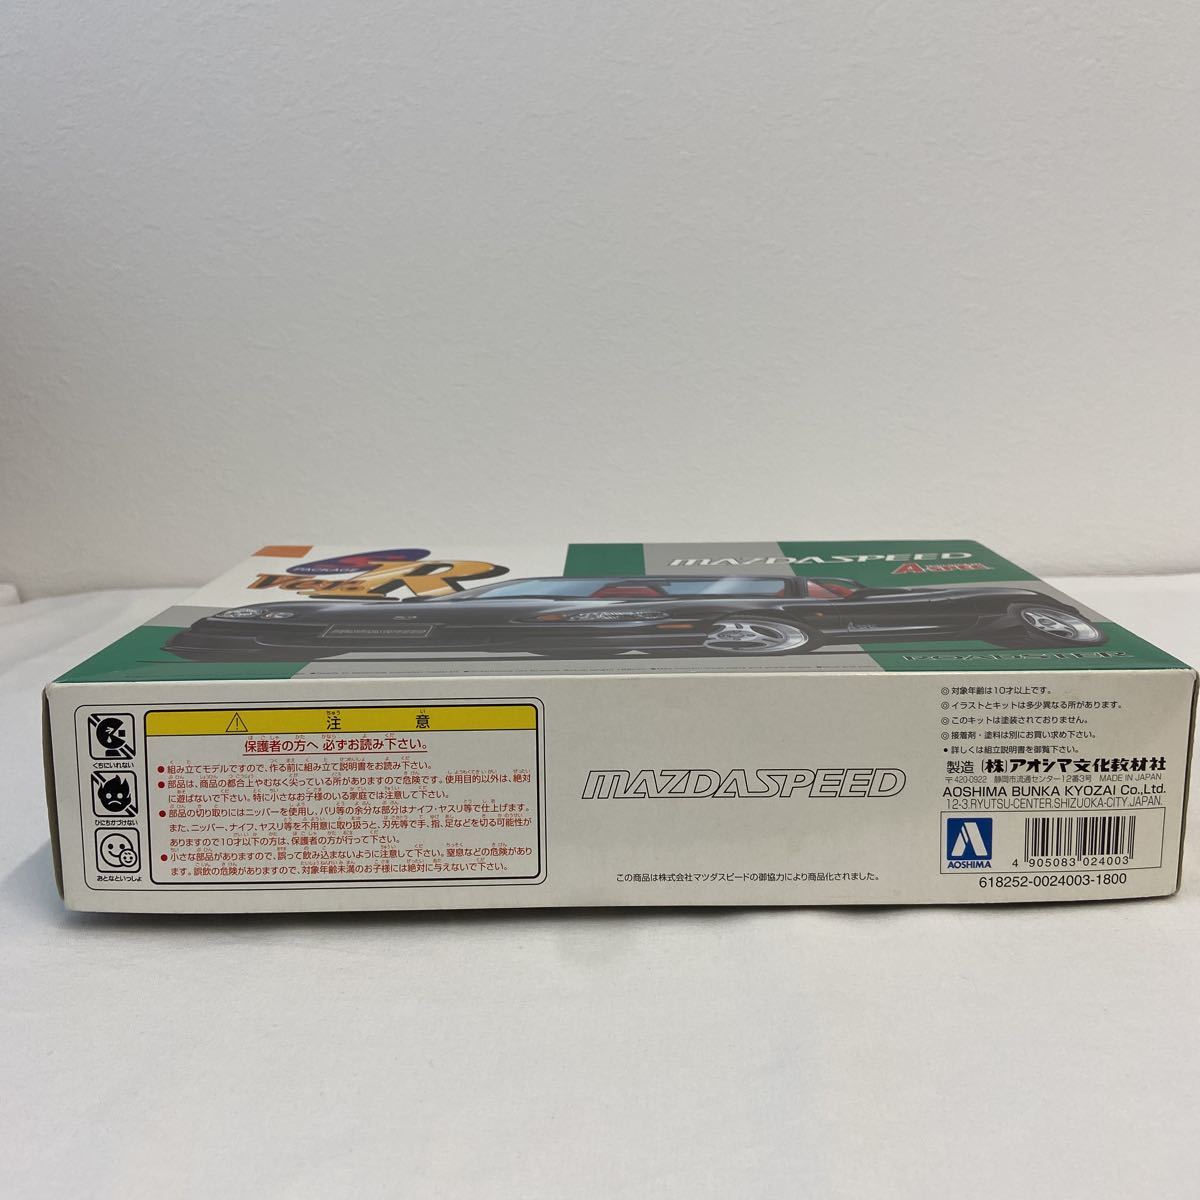 S PACKAGE
Ver.R
MAZDASPEED
A-SPEC
ROADSTER
くちにいれない
ひにちかづけない
おとなといっしょ
⚠ 注意
保護者の方へ 必ずお読み下さい。
●組み立てモデルですので、作る前に組み立て説明書をお読み下さい。
●部品は、商品の都合上やむなく尖っている所がありますので危険です。使用目的以外は、絶対
に遊ばないで下さい。特に小さなお子様のいる家庭では注意して下さい。
●部品の切り取りにはニッパーを使用し、バリ等の余分な部分はナイフ・ヤスリ等で仕上げます。
また、ニッパー、ナイフ、ヤスリ等を不用意に取り扱うと、刃先等で手、指、足などを切る可能性が
ありますので10才以下の方は、保護者の方が行って下さい。
●小さな部品がありますので、誤って飲み込まないように注意して下さい。窒息などの危険があり
ます。誤飲の危険がありますので、対象年齢未満のお子様には絶対に与えないで下さい。
MAZDASPEED
この商品は株式会社マツダスピードの御協力により商品化されました。
◎対象年齢は10才以上です。
◎イラストとキットは多少異なる所があります。
◎このキットは塗装されておりません。
◎接着剤・塗料は別にお買い求め下さい。
●詳しくは組立説明書を御覧下さい。
製造 (株)アオシマ文化教材社
〒420-0922 静岡市流通センター12番3号 MADE IN JAPAN
AOSHIMA BUNKA KYOZAI Co.,Ltd.
12-3.RYUTSU-CENTER.SHIZUOKA-CITY.JAPAN.
AOSHIMA
4 905083 024003
618252-0024003-1800